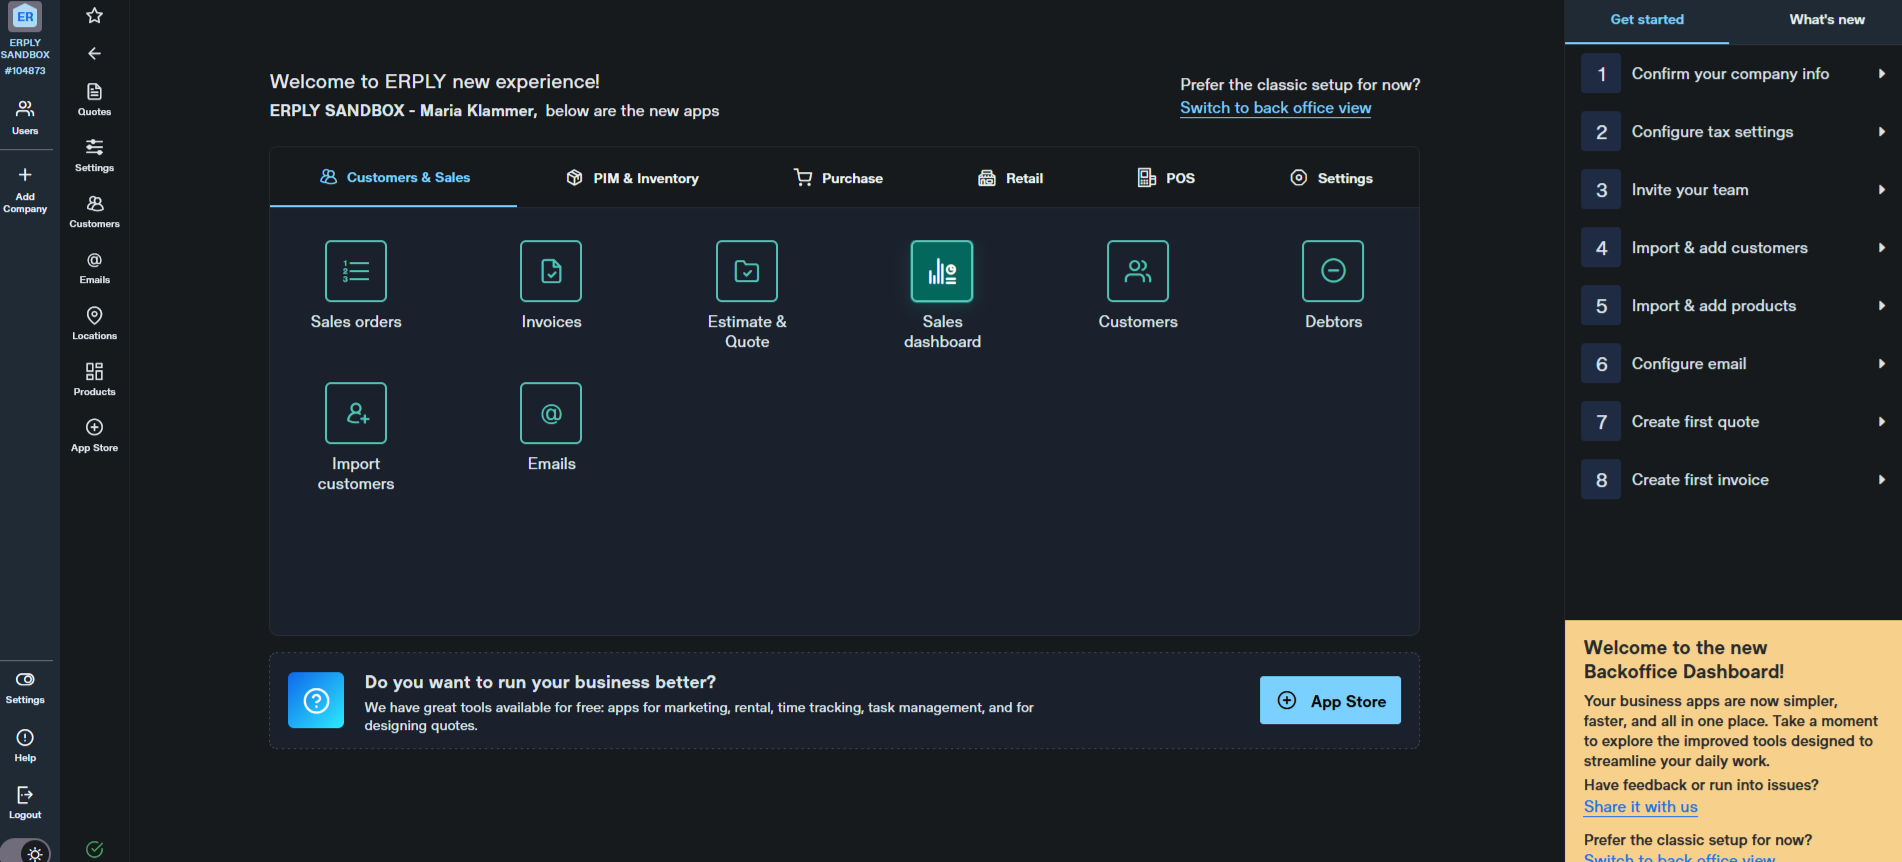 ER
ERPLY
SANDBOX
#104873
Users
Add
Company
Settings
Help
Logout
Quotes
Settings
Customers
Emails
Locations
Products
App Store
Welcome to ERPLY new experience!
ERPLY SANDBOX - Maria Klammer, below are the new apps
Prefer the classic setup for now?
Switch to back office view
Customers & Sales
PIM & Inventory
Purchase
Retail
POS
Settings
Sales orders
Invoices
Estimate &
Quote
Sales
dashboard
Customers
Debtors
Import
customers
Emails
Do you want to run your business better?
We have great tools available for free: apps for marketing, rental, time tracking, task management, and for
designing quotes.
App Store
Get started
What's new
1 Confirm your company info
2 Configure tax settings
3 Invite your team
4 Import & add customers
5 Import & add products
6 Configure email
7 Create first quote
8 Create first invoice
Welcome to the new
Backoffice Dashboard!
Your business apps are now simpler,
faster, and all in one place. Take a moment
to explore the improved tools designed to
streamline your daily work.
Have feedback or run into issues?
Share it with us
Prefer the classic setup for now?
Switch to back office view